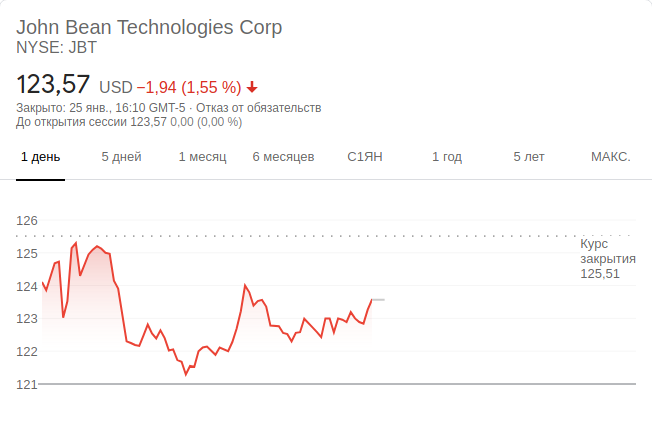 John Bean Technologies Corp
NYSE: JBT
123,57 USD −1,94 (1,55 %)
Закрыто: 25 янв., 16:10 GMT-5 · Отказ от обязательств
До открытия сессии 123,57 0,00 (0,00 %)
1 день 5 дней 1 месяц 6 месяцев С1ЯН 1 год 5 лет МАКС.
126
125
124
123
122
121
Курс
закрытия
125,51